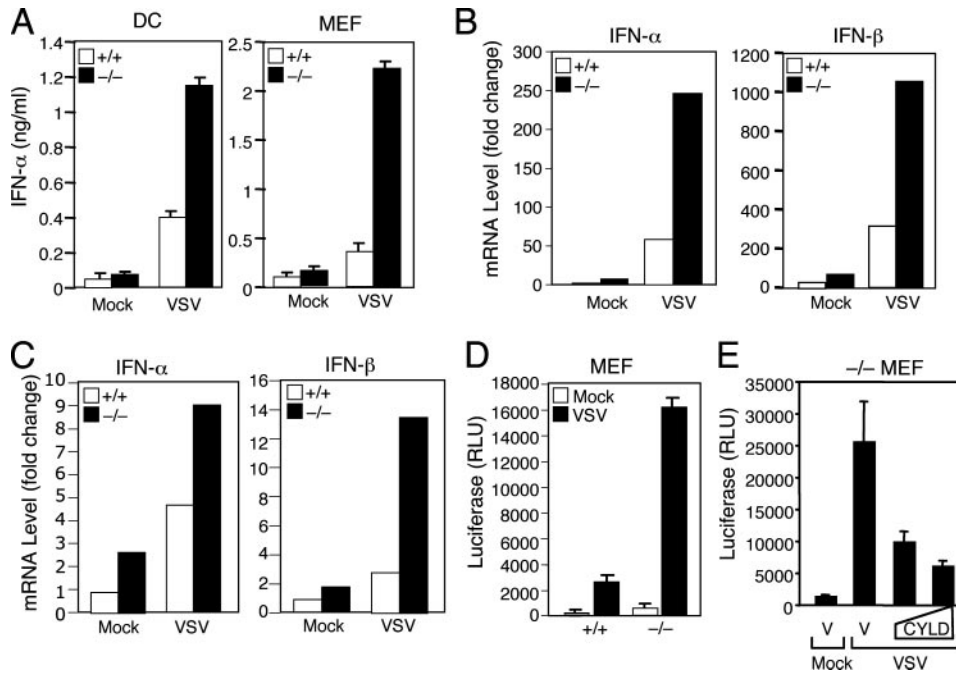 A
DC
MEF
IFN-α (ng/ml)
1.4
1.2
1
0.8
0.6
0.4
0.2
0
+/+
−/−
Mock VSV
2.5
2
1.5
1
0.5
0
+/+
−/−
Mock VSV
B
IFN-α
IFN-β
mRNA Level (fold change)
300
250
200
150
100
50
0
+/+
−/−
Mock VSV
1200
1000
800
600
400
200
0
+/+
−/−
Mock VSV
C
IFN-α
IFN-β
mRNA Level (fold change)
10
9
8
7
6
5
4
3
2
1
0
+/+
−/−
Mock VSV
16
14
12
10
8
6
4
2
0
+/+
−/−
Mock VSV
D
MEF
Luciferase (RLU)
18000
16000
14000
12000
10000
8000
6000
4000
2000
0
Mock
VSV
+/+ −/−
E
−/− MEF
Luciferase (RLU)
35000
30000
25000
20000
15000
10000
5000
0
V V CYLD
Mock VSV